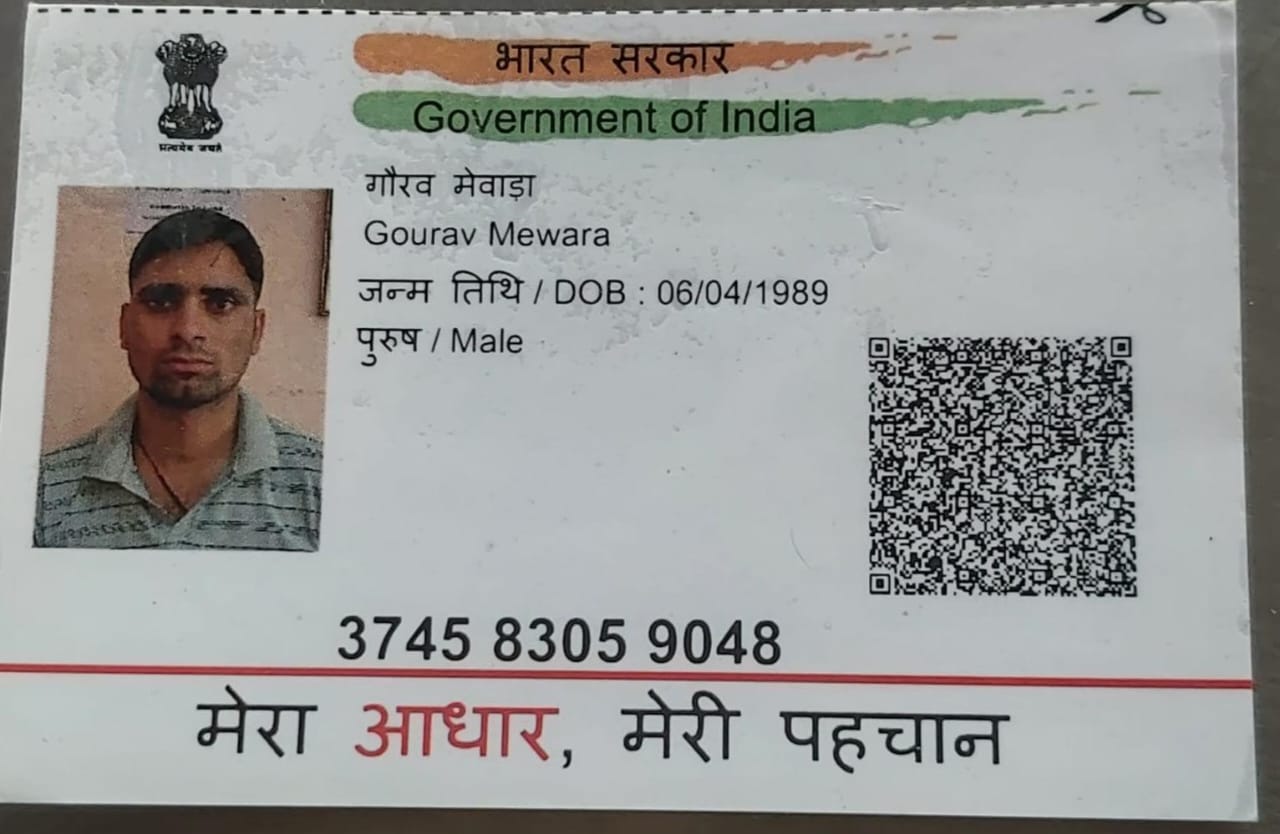 भारत सरकार
Government of India
सत्यमेव जयते
गौरव मेवाड़ा
Gourav Mewara
जन्म तिथि / DOB : 06/04/1989
पुरुष / Male
3745 8305 9048
मेरा आधार, मेरी पहचान